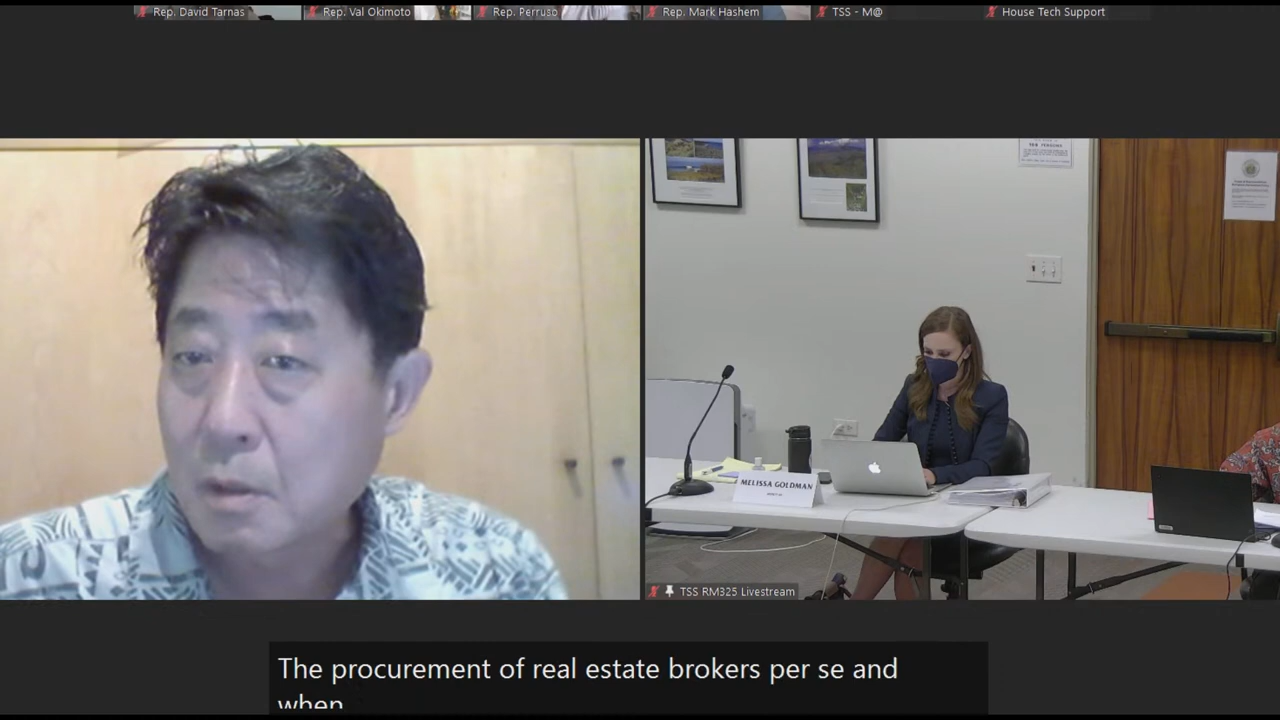 Rep. David Tarnas
Rep. Val Okimoto
Rep. Perruso
Rep. Mark Hashem
TSS - M@
House Tech Support
MELISSA GOLDMAN
TSS RM325 Livestream
The procurement of real estate brokers per se and
when